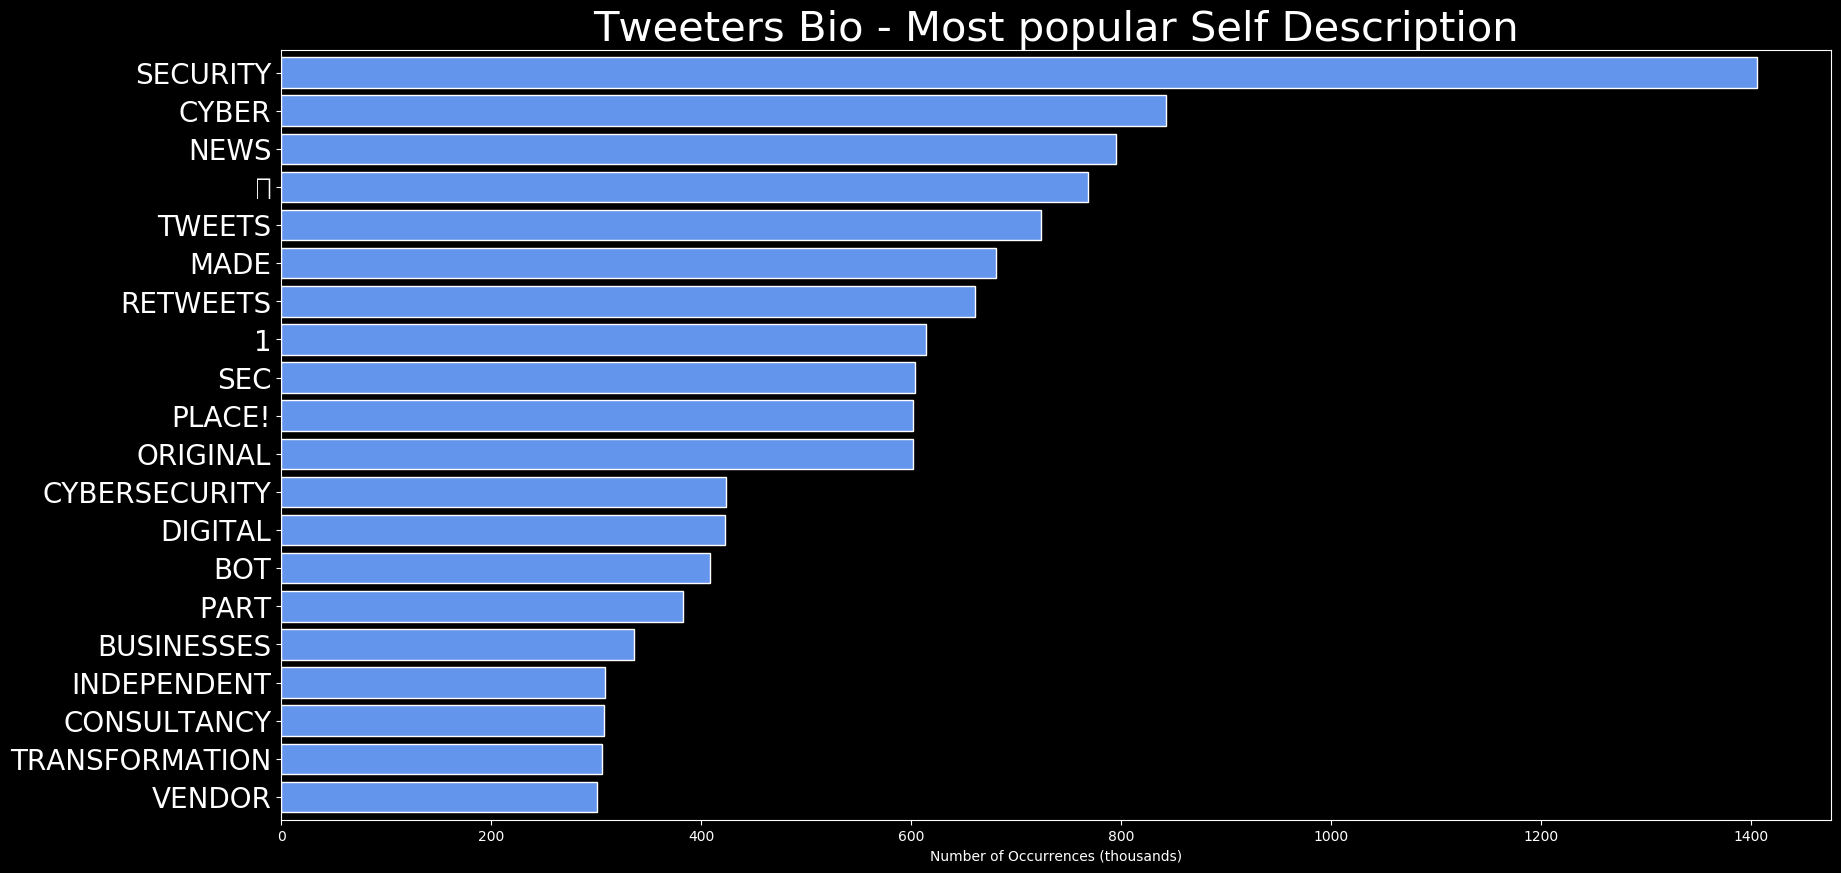 Tweeters Bio - Most popular Self Description
SECURITY
CYBER
NEWS
TWEETS
MADE
RETWEETS
1
SEC
PLACE!
ORIGINAL
CYBERSECURITY
DIGITAL
BOT
PART
BUSINESSES
INDEPENDENT
CONSULTANCY
TRANSFORMATION
VENDOR
0 200 400 600 800 1000 1200 1400
Number of Occurrences (thousands)